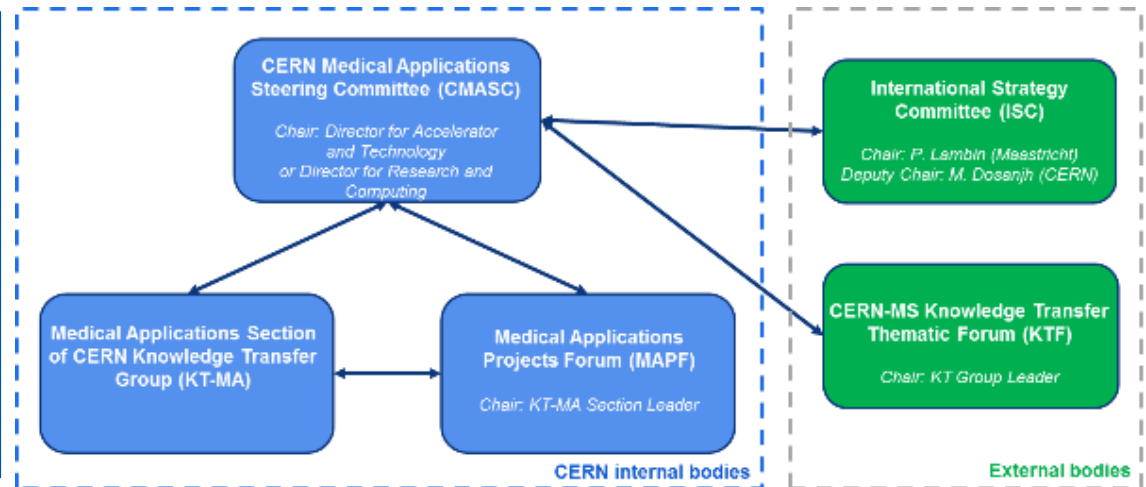 CERN Medical Applications
Steering Committee (CMASC)
Chair: Director for Accelerator
and Technology
or Director for Research and
Computing
International Strategy
Committee (ISC)
Chair: P. Lambin (Maastricht)
Deputy Chair: M. Dosanjh (CERN)
Medical Applications Section
of CERN Knowledge Transfer
Group (KT-MA)
Medical Applications
Projects Forum (MAPF)
Chair: KT-MA Section Leader
CERN-MS Knowledge Transfer
Thematic Forum (KTF)
Chair: KT Group Leader
CERN internal bodies
External bodies